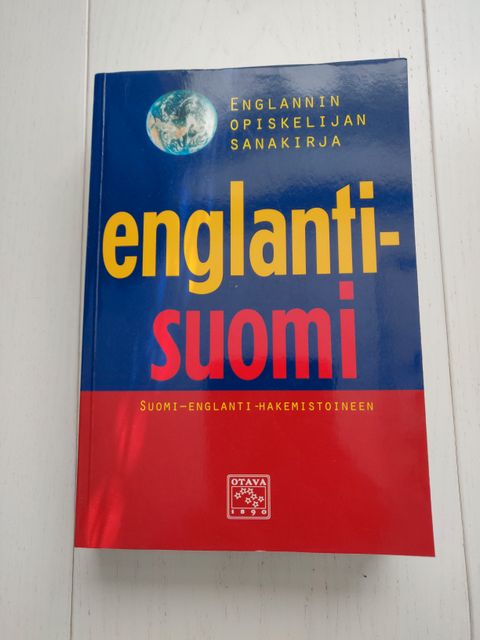 ENGLANNIN
OPISKELIJAN
SANAKIRJA
englanti-
suomi
SUOMI–ENGLANTI-HAKEMISTOINEEN
OTAVA
1890